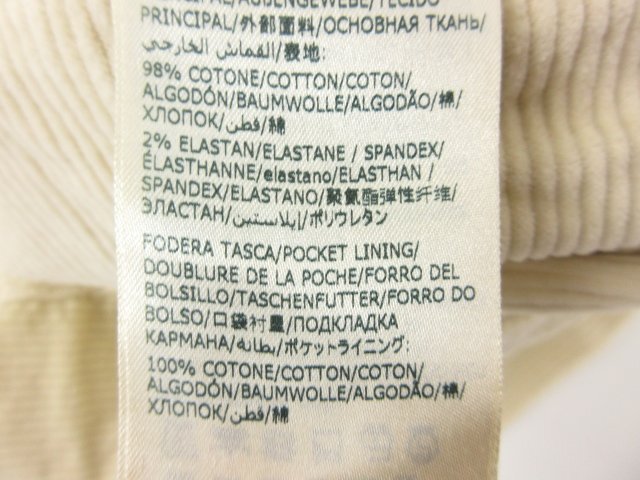 PRINCIPAL/AUßENGEWEBE/TECIDO
PRINCIPAL/外部面料/ОСНОВНАЯ ТКАНЬ/
القماش الخارجي/表地:
98% COTONE/COTTON/COTON/
ALGODÓN/BAUMWOLLE/ALGODÃO/棉/
ХЛОПОК/قطن/綿
2% ELASTAN/ELASTANE / SPANDEX/
ÉLASTHANNE/elastano/ELASTHAN /
SPANDEX/ELASTANO/聚氨酯弹性纤维/
ЭЛАСТАН/إيلاستين/ポリウレタン
FODERA TASCA/POCKET LINING/
DOUBLURE DE LA POCHE/FORRO DEL
BOLSILLO/TASCHENFUTTER/FORRO DO
BOLSO/口袋衬里/ПОДКЛАДКА
КАРМАНА/بطانه/ポケットライニング:
100% COTONE/COTTON/COTON/
ALGODÓN/BAUMWOLLE/ALGODÃO/棉/
ХЛОПОК/قطن/綿